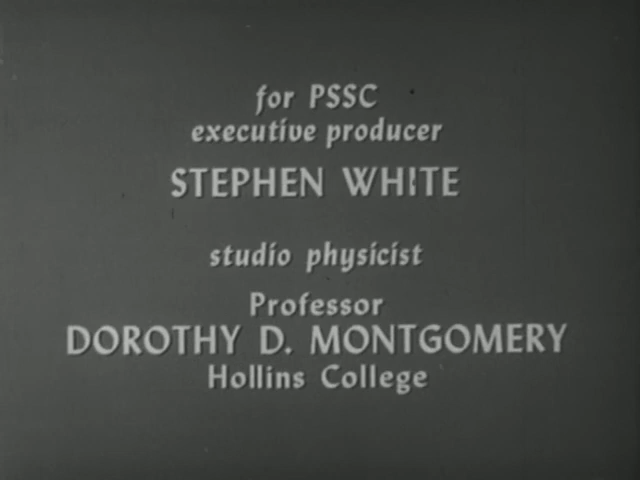 for PSSC
executive producer
STEPHEN WHITE
studio physicist
Professor
DOROTHY D. MONTGOMERY
Hollins College